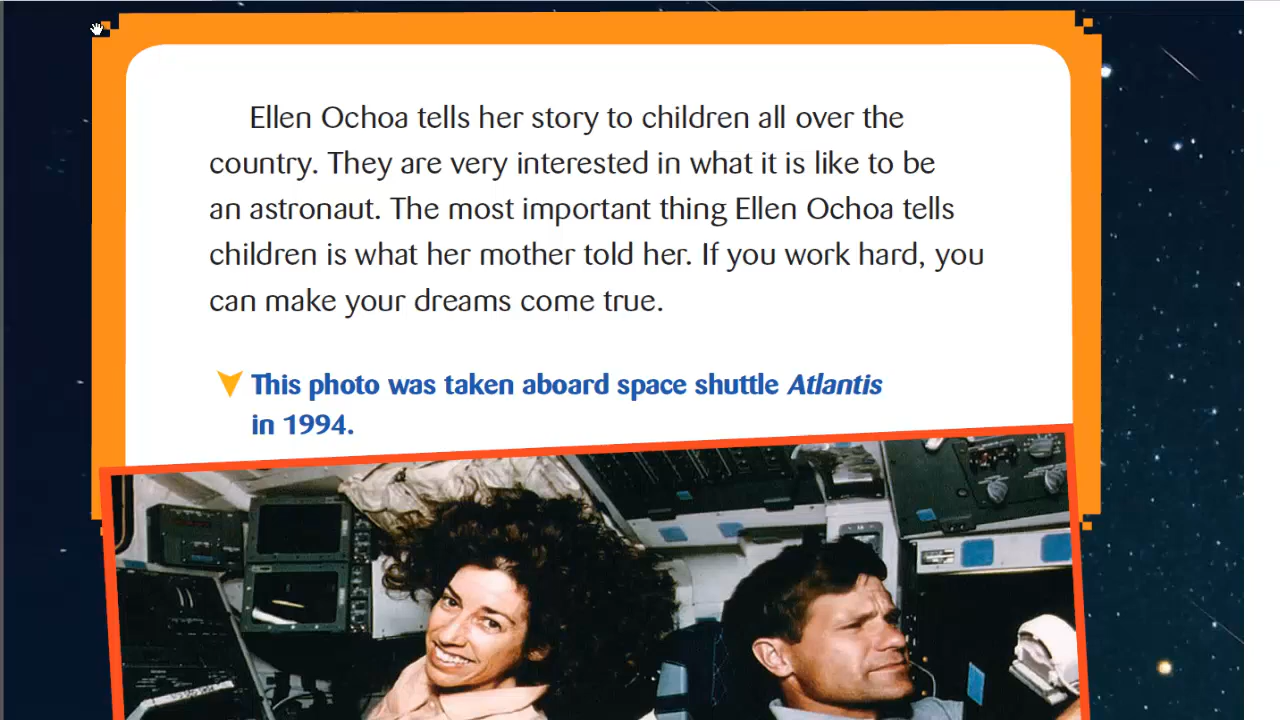 Ellen Ochoa tells her story to children all over the
country. They are very interested in what it is like to be
an astronaut. The most important thing Ellen Ochoa tells
children is what her mother told her. If you work hard, you
can make your dreams come true.
This photo was taken aboard space shuttle Atlantis
in 1994.